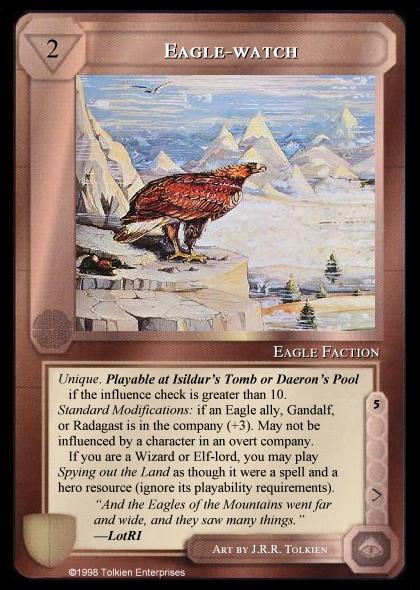 2
EAGLE-WATCH
EAGLE FACTION
Unique. Playable at Isildur's Tomb or Daeron's Pool
if the influence check is greater than 10.
Standard Modifications: if an Eagle ally, Gandalf,
or Radagast is in the company (+3). May not be
influenced by a character in an overt company.
If you are a Wizard or Elf-lord, you may play
Spying out the Land as though it were a spell and a
hero resource (ignore its playability requirements).
"And the Eagles of the Mountains went far
and wide, and they saw many things."
—LotRI
5
ART BY J.R.R. TOLKIEN
©1998 Tolkien Enterprises